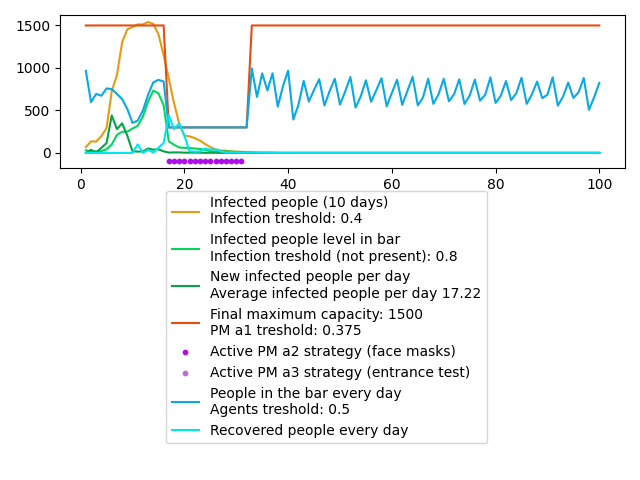 1500
1000
500
0
0 20 40 60 80 100
Infected people (10 days)
Infection treshold: 0.4
Infected people level in bar
Infection treshold (not present): 0.8
New infected people per day
Average infected people per day 17.22
Final maximum capacity: 1500
PM a1 treshold: 0.375
Active PM a2 strategy (face masks)
Active PM a3 strategy (entrance test)
People in the bar every day
Agents treshold: 0.5
Recovered people every day